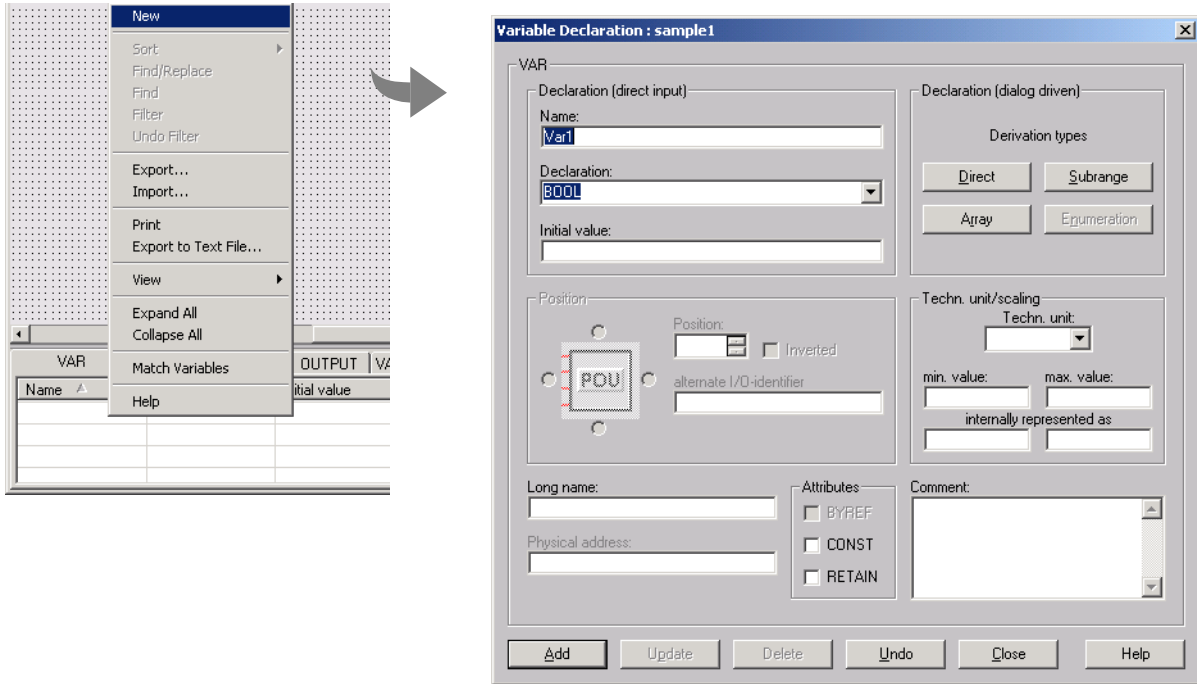 New
Sort
Find/Replace
Find
Filter
Undo Filter
Export...
Import...
Print
Export to Text File...
View
Expand All
Collapse All
Match Variables
Help
VAR OUTPUT VA
Name itial value
Variable Declaration : sample1
VAR
Declaration (direct input)
Name:
Var1
Declaration:
BOOL
Initial value:
Declaration (dialog driven)
Derivation types
Direct Subrange
Array Enumeration
Position
Position:
Inverted
POU
alternate I/O-identifier
Techn. unit/scaling
Techn. unit:
min. value: max. value:
internally represented as
Long name:
Physical address:
Attributes
BYREF
CONST
RETAIN
Comment:
Add Update Delete Undo Close Help